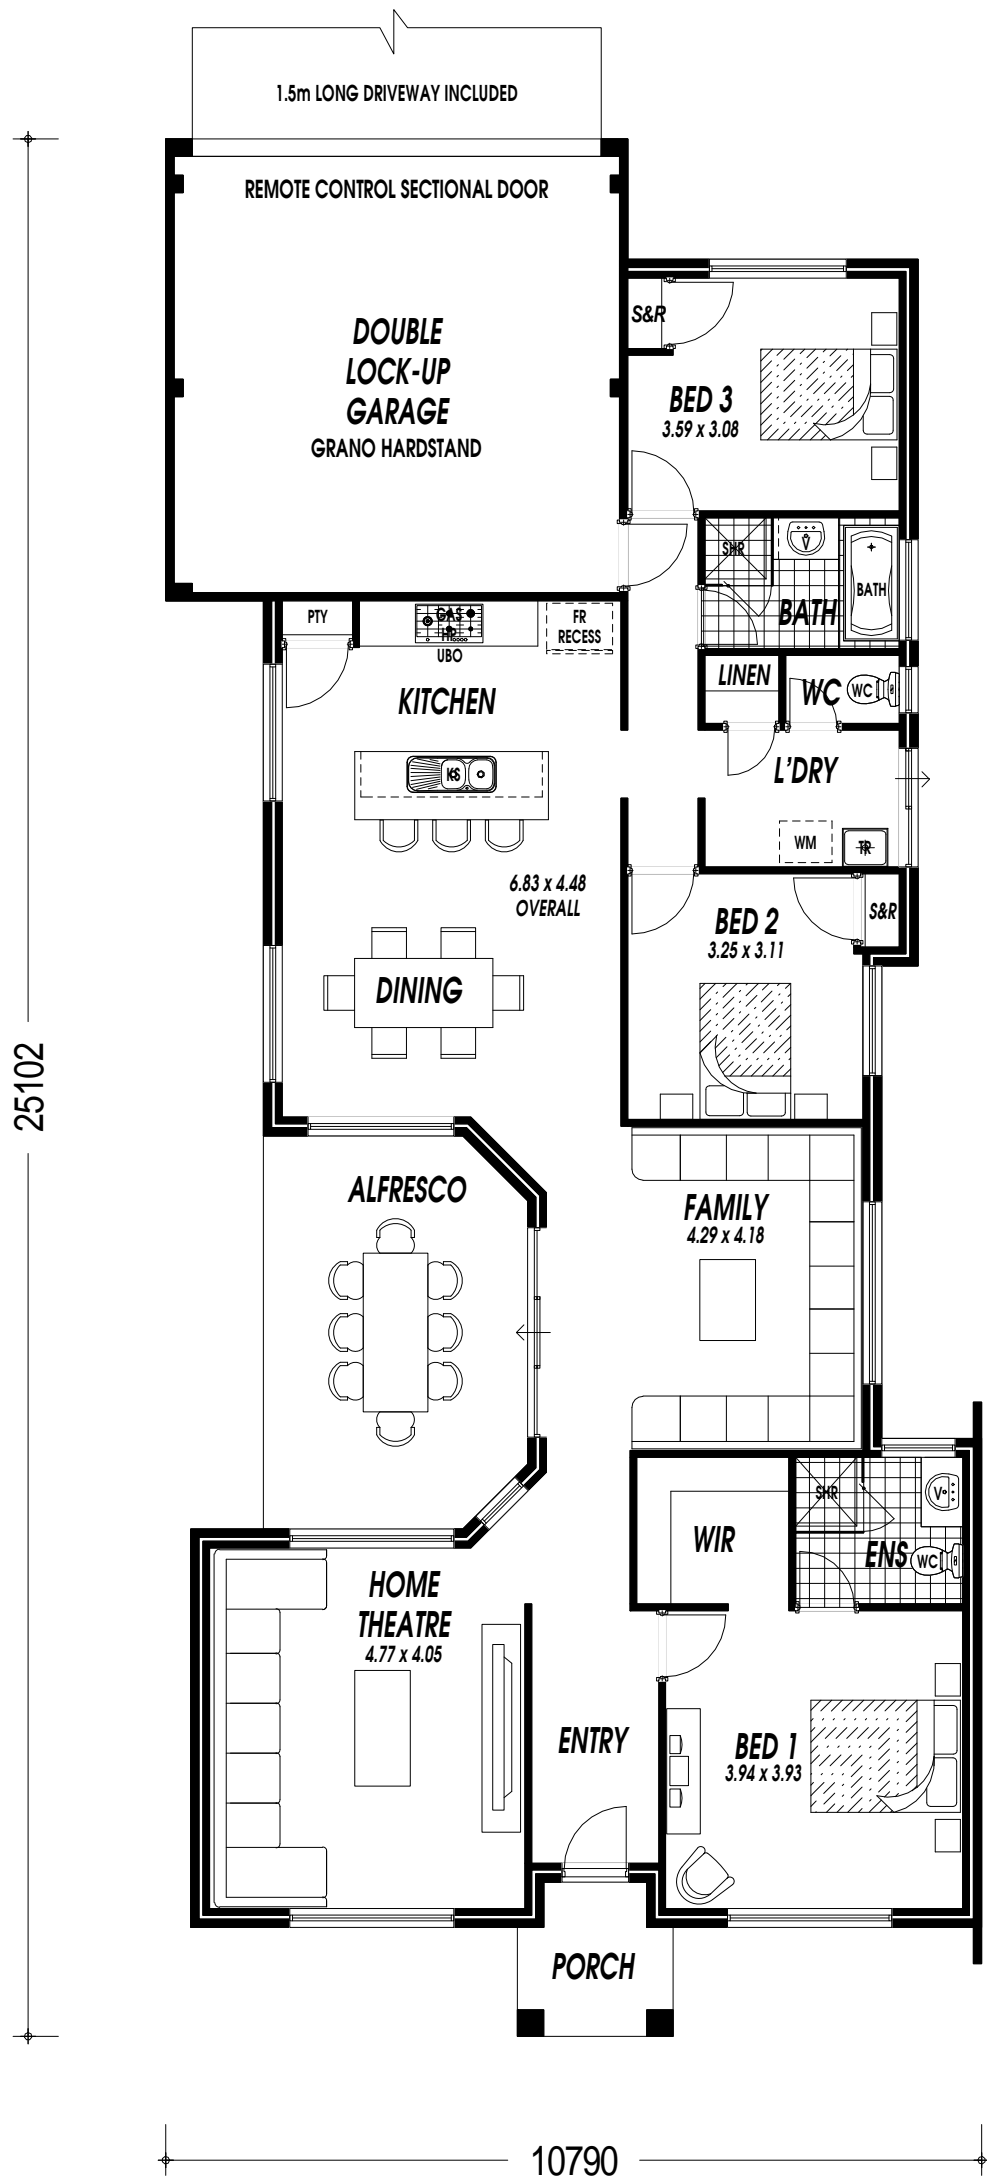 1.5m LONG DRIVEWAY INCLUDED
REMOTE CONTROL SECTIONAL DOOR
DOUBLE
LOCK-UP
GARAGE
GRANO HARDSTAND
S&R
BED 3
3.59 x 3.08
SHR
V
BATH
BATH
PTY
GAS
HP
UBO
FR
RECESS
KITCHEN
LINEN
WC
WC
KS
L'DRY
WM
TR
6.83 x 4.48
OVERALL
BED 2
3.25 x 3.11
S&R
DINING
25102
ALFRESCO
FAMILY
4.29 x 4.18
WIR
SHR
V
ENS
WC
HOME
THEATRE
4.77 x 4.05
ENTRY
BED 1
3.94 x 3.93
PORCH
10790